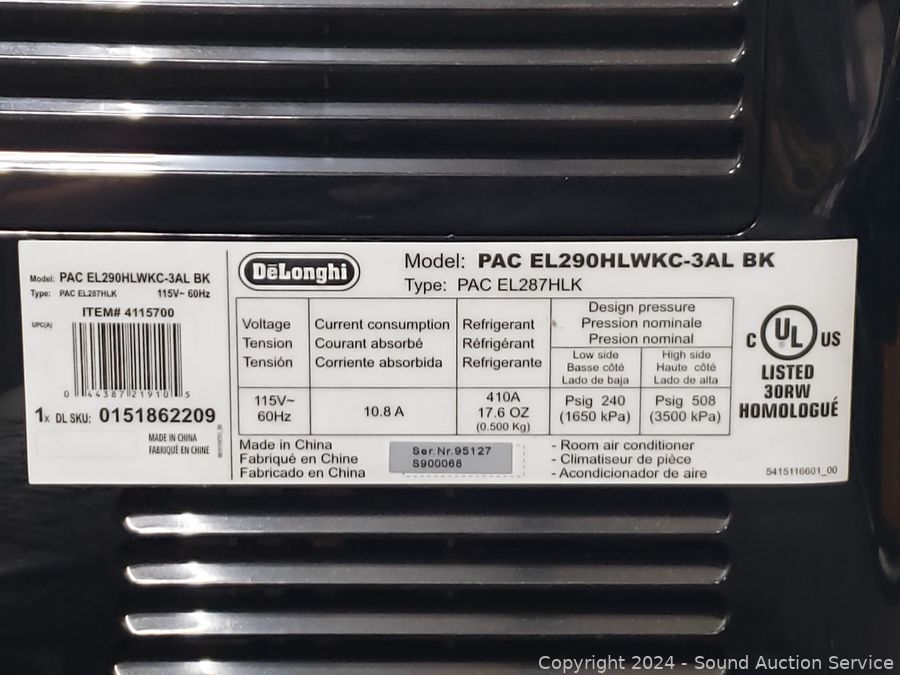 Model: PAC EL290HLWKC-3AL BK
Type: PAC EL287HLK 115V~ 60Hz
ITEM# 4115700
UPC(A)
0 44387 21910 5
1x DL SKU: 0151862209
MADE IN CHINA
FABRIQUÉ EN CHINE
DēLonghi
Model: PAC EL290HLWKC-3AL BK
Type: PAC EL287HLK
Voltage
Tension
Tensión
Current consumption
Courant absorbé
Corriente absorbida
Refrigerant
Réfrigérant
Refrigerante
Design pressure
Pression nominale
Presion nominal
Low side
Basse côté
Lado de baja
High side
Haute côté
Lado de alta
115V~
60Hz
10.8 A
410A
17.6 OZ
(0.500 Kg)
Psig 240
(1650 kPa)
Psig 508
(3500 kPa)
Made in China
Fabriqué en Chine
Fabricado en China
Ser.Nr.95127
S900068
- Room air conditioner
- Climatiseur de pièce
- Acondicionador de aire
C UL US
LISTED
30RW
HOMOLOGUÉ
5415116601_00
Copyright 2024 - Sound Auction Service